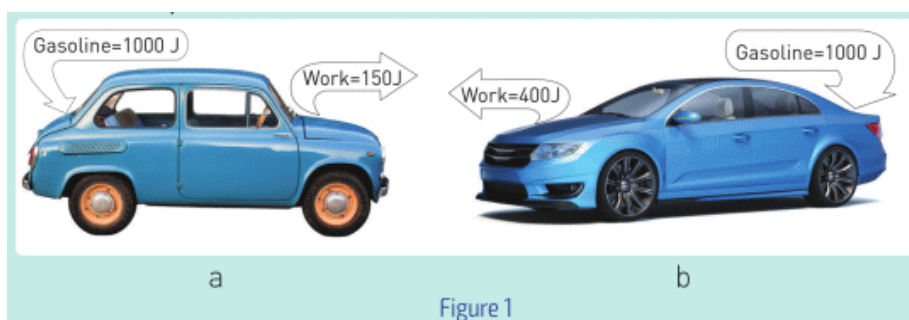 Gasoline=1000 J
Work=150J
Work=400J
Gasoline=1000 J
a
b
Figure 1